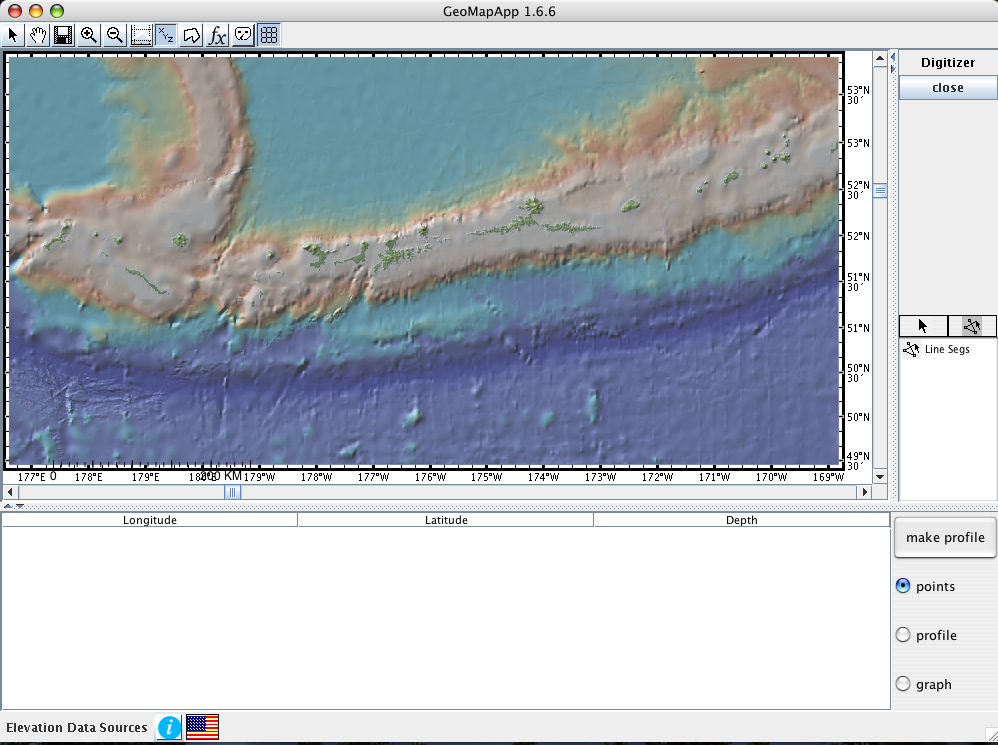 GeoMapApp 1.6.6
XYZ
fx
Digitizer
close
53°N
30´
53°N
52°N
30´
52°N
51°N
30´
51°N
50°N
30´
50°N
49°N
30´
Line Segs
0
200 KM
177°E
178°E
179°E
179°W
178°W
177°W
176°W
175°W
174°W
173°W
172°W
171°W
170°W
169°W
Longitude
Latitude
Depth
make profile
points
profile
graph
Elevation Data Sources
i